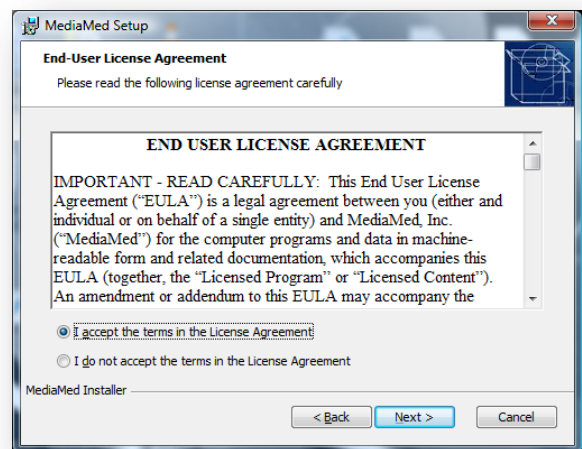 MediaMed Setup
End-User License Agreement
Please read the following license agreement carefully
END USER LICENSE AGREEMENT
IMPORTANT - READ CAREFULLY: This End User License
Agreement (“EULA”) is a legal agreement between you (either and
individual or on behalf of a single entity) and MediaMed, Inc.
(“MediaMed”) for the computer programs and data in machine-
readable form and related documentation, which accompanies this
EULA (together, the “Licensed Program” or “Licensed Content”).
An amendment or addendum to this EULA may accompany the
I accept the terms in the License Agreement
I do not accept the terms in the License Agreement
MediaMed Installer
< Back Next > Cancel